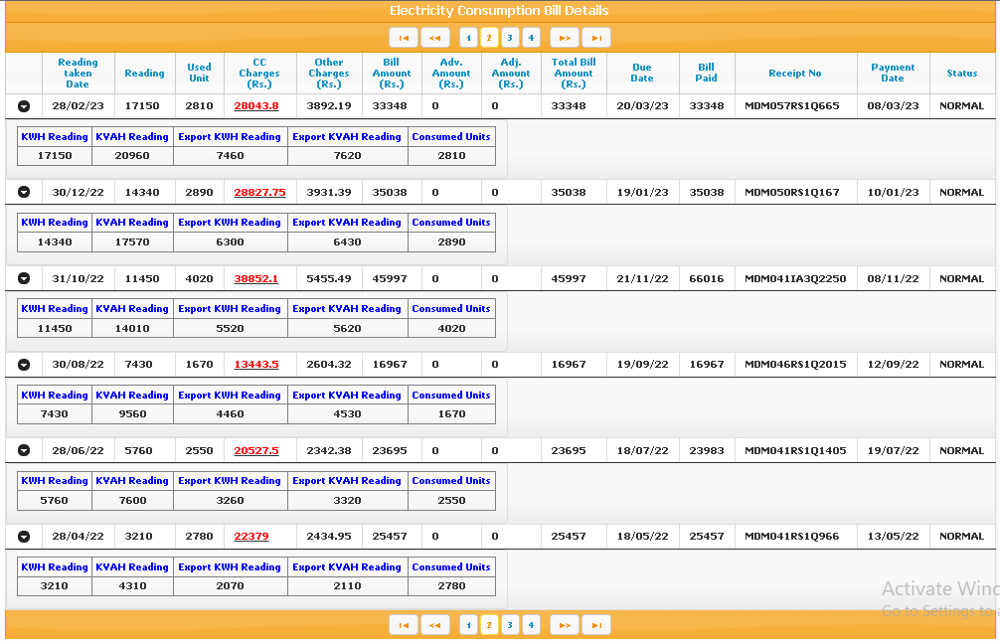 Electricity Consumption Bill Details
1 2 3 4
Reading taken Date Reading Used Unit CC Charges (Rs.) Other Charges (Rs.) Bill Amount (Rs.) Adv. Amount (Rs.) Adj. Amount (Rs.) Total Bill Amount (Rs.) Due Date Bill Paid Receipt No Payment Date Status
28/02/23 17150 2810 28043.8 3892.19 33348 0 0 33348 20/03/23 33348 MDM057RS1Q665 08/03/23 NORMAL
KWH Reading KVAH Reading Export KWH Reading Export KVAH Reading Consumed Units
17150 20960 7460 7620 2810
30/12/22 14340 2890 28827.75 3931.39 35038 0 0 35038 19/01/23 35038 MDM050RS1Q167 10/01/23 NORMAL
KWH Reading KVAH Reading Export KWH Reading Export KVAH Reading Consumed Units
14340 17570 6300 6430 2890
31/10/22 11450 4020 38852.1 5455.49 45997 0 0 45997 21/11/22 66016 MDM041IA3Q2250 08/11/22 NORMAL
KWH Reading KVAH Reading Export KWH Reading Export KVAH Reading Consumed Units
11450 14010 5520 5620 4020
30/08/22 7430 1670 13443.5 2604.32 16967 0 0 16967 19/09/22 16967 MDM046RS1Q2015 12/09/22 NORMAL
KWH Reading KVAH Reading Export KWH Reading Export KVAH Reading Consumed Units
7430 9560 4460 4530 1670
28/06/22 5760 2550 20527.5 2342.38 23695 0 0 23695 18/07/22 23983 MDM041RS1Q1405 19/07/22 NORMAL
KWH Reading KVAH Reading Export KWH Reading Export KVAH Reading Consumed Units
5760 7600 3260 3320 2550
28/04/22 3210 2780 22379 2434.95 25457 0 0 25457 18/05/22 25457 MDM041RS1Q966 13/05/22 NORMAL
KWH Reading KVAH Reading Export KWH Reading Export KVAH Reading Consumed Units
3210 4310 2070 2110 2780
Activate Wind
Go to Settings to a
1 2 3 4